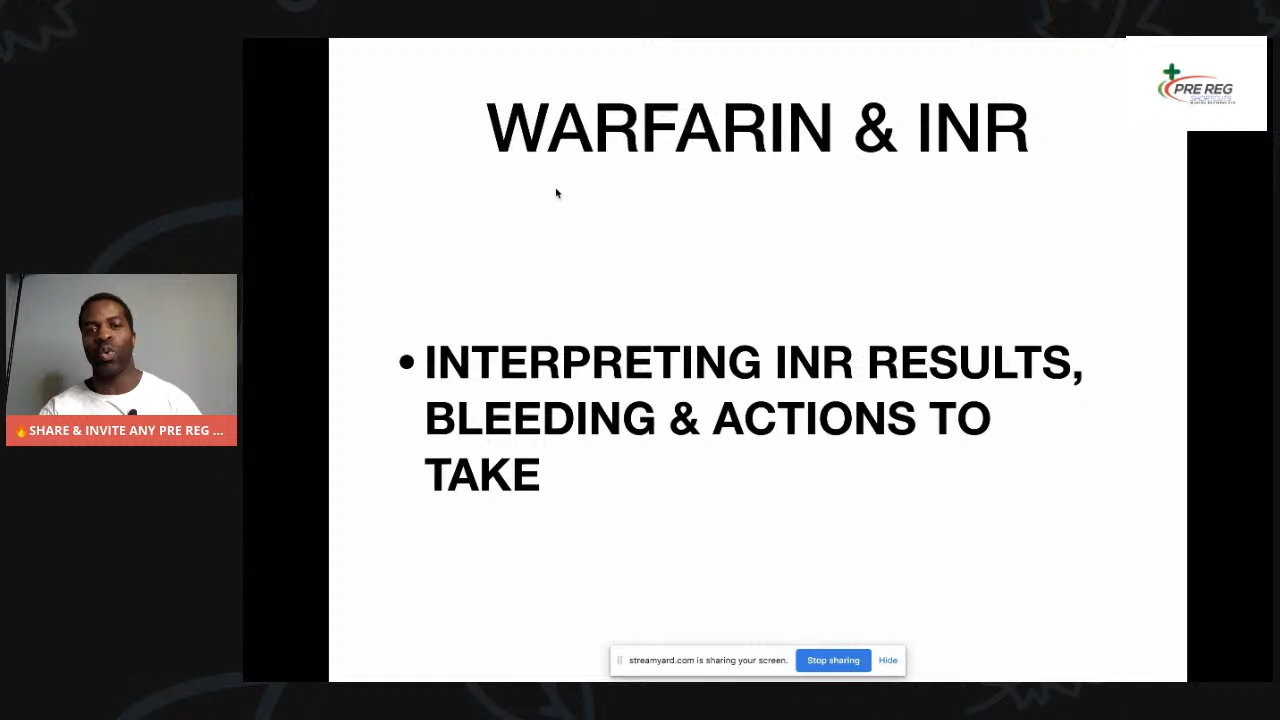 WARFARIN & INR
PRE REG
SHORTCUTS
• INTERPRETING INR RESULTS,
BLEEDING & ACTIONS TO
TAKE
🔥SHARE & INVITE ANY PRE REG ...
streamyard.com is sharing your screen. Stop sharing Hide